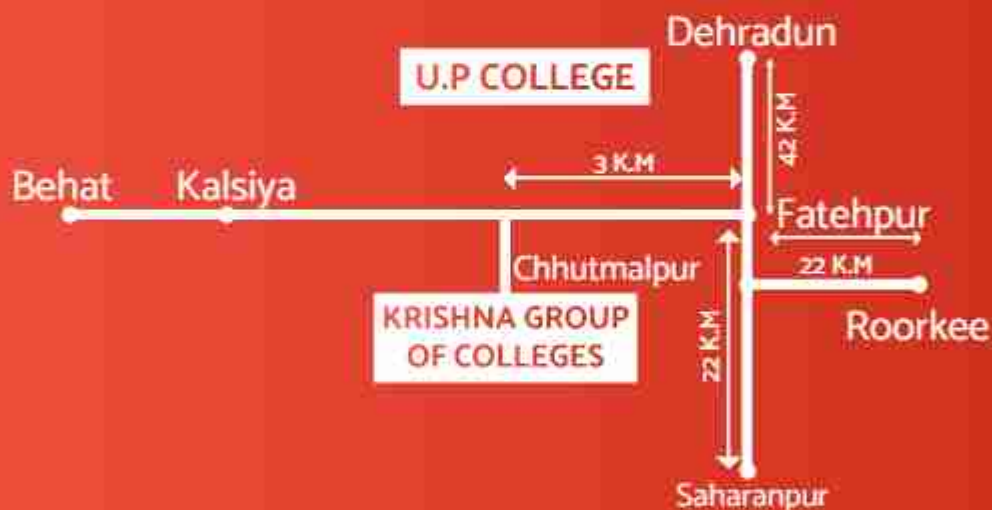 Dehradun
U.P COLLEGE
42 K.M
3 K.M
Behat
Kalsiya
Fatehpur
Chhutmalpur
22 K.M
KRISHNA GROUP
OF COLLEGES
22 K.M
Roorkee
Saharanpur